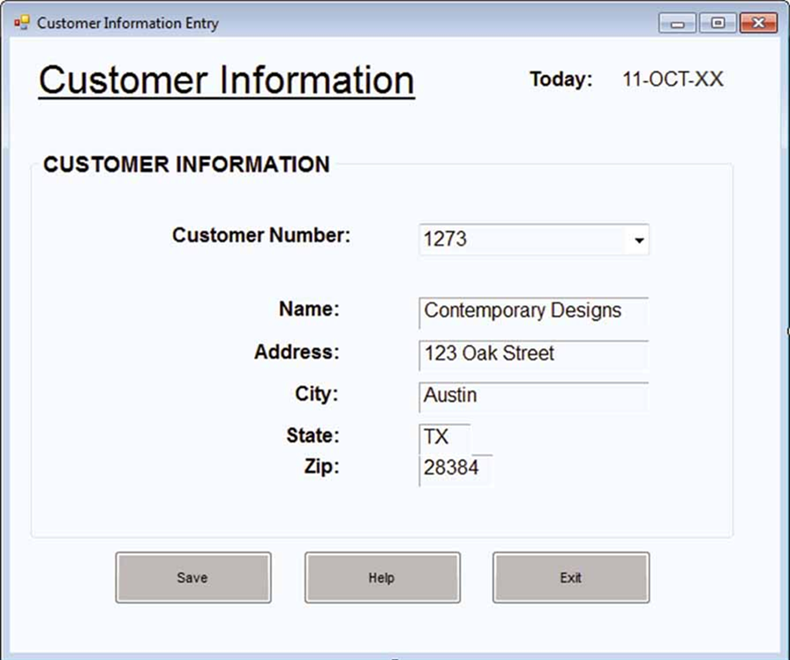 Customer Information Entry
Customer Information Today: 11-OCT-XX
CUSTOMER INFORMATION
Customer Number: 1273
Name: Contemporary Designs
Address: 123 Oak Street
City: Austin
State: TX
Zip: 28384
Save Help Exit